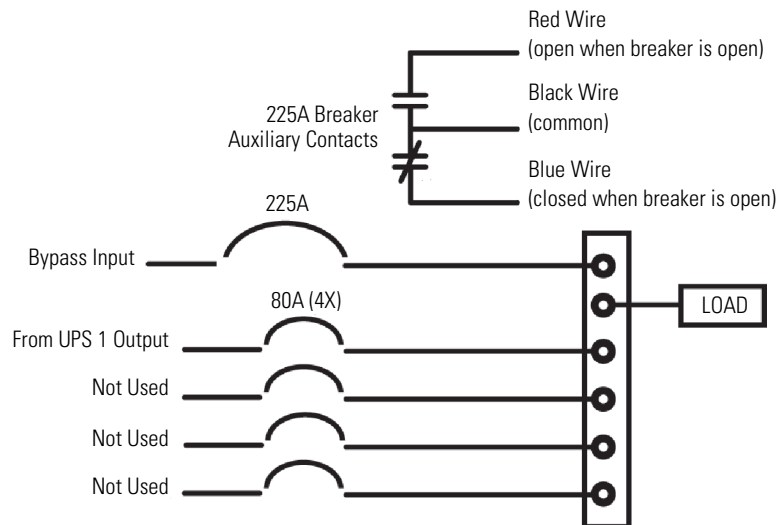 Red Wire
(open when breaker is open)
Black Wire
(common)
225A Breaker
Auxiliary Contacts
Blue Wire
(closed when breaker is open)
225A
Bypass Input
LOAD
80A (4X)
From UPS 1 Output
Not Used
Not Used
Not Used